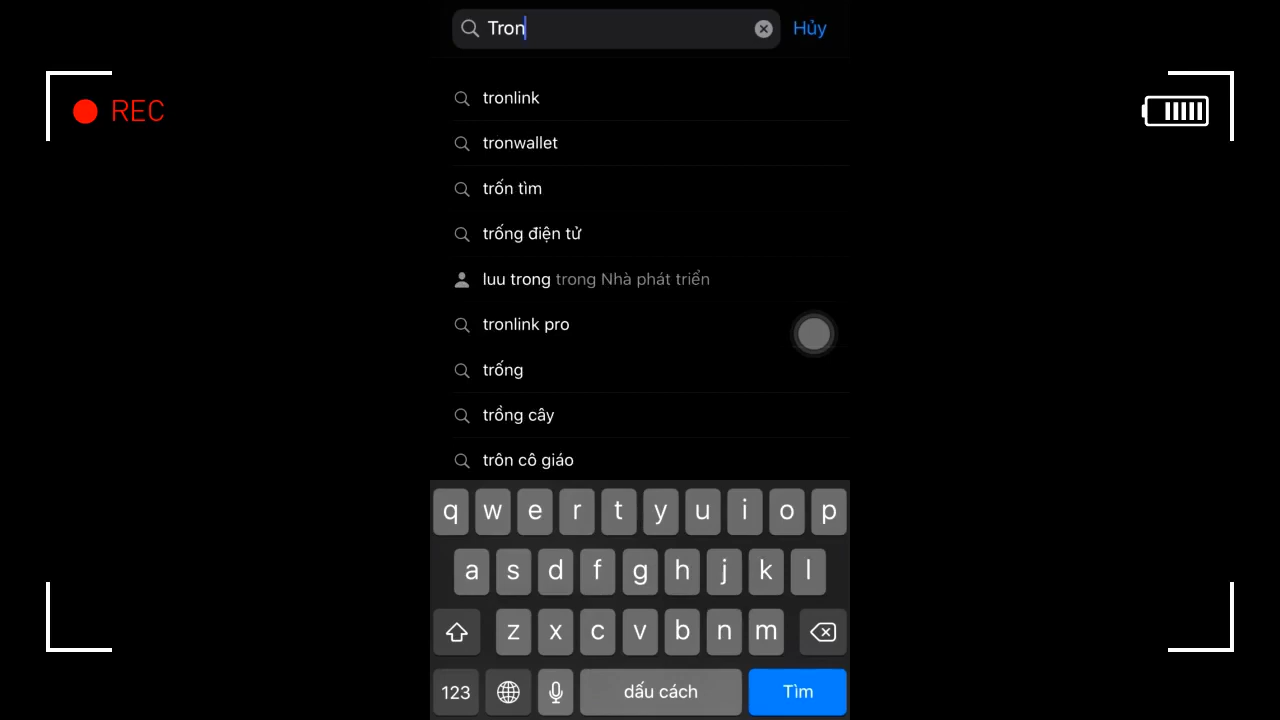 Tron
Hủy
REC
tronlink
tronwallet
trốn tìm
trống điện tử
luu trong trong Nhà phát triển
tronlink pro
trống
trồng cây
trôn cô giáo
q w e r t y u i o p
a s d f g h j k l
z x c v b n m
123
dấu cách
Tìm